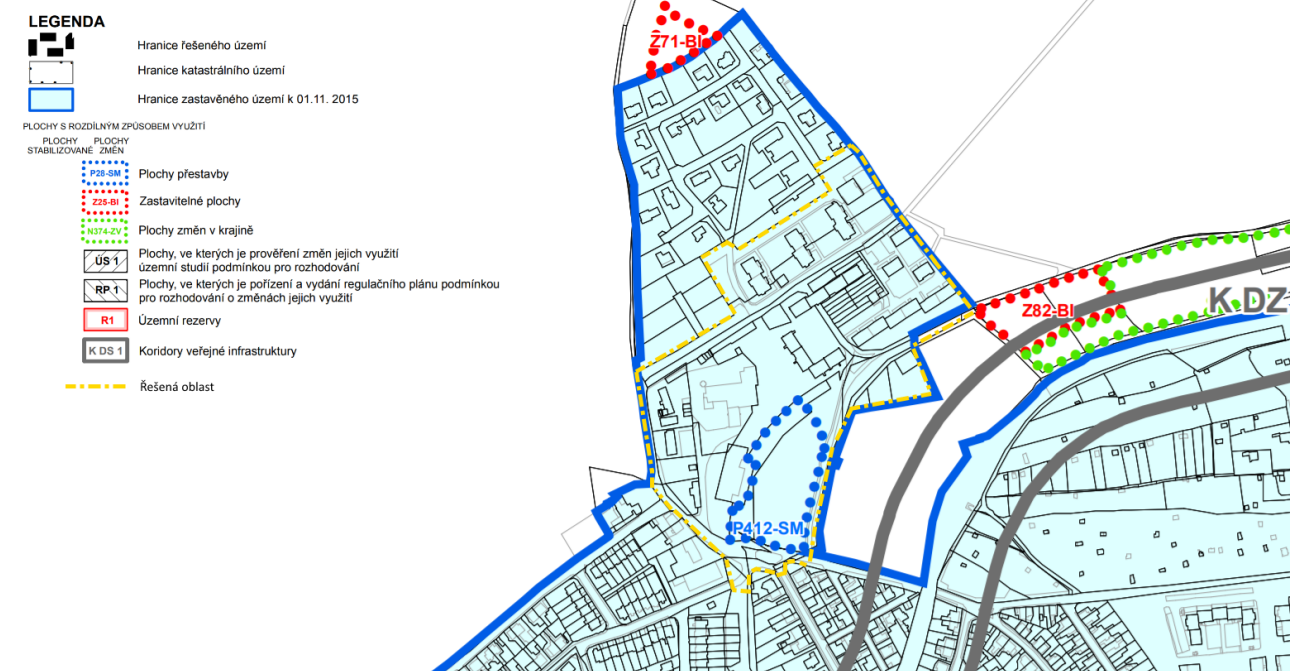 LEGENDA
Hranice řešeného území
Hranice katastrálního území
Hranice zastavěného území k 01.11. 2015
PLOCHY S ROZDÍLNÝM ZPŮSOBEM VYUŽITÍ
PLOCHY STABILIZOVANÉ
PLOCHY ZMĚN
P28-SM Plochy přestavby
Z25-BI Zastavitelné plochy
N374-ZV Plochy změn v krajině
ÚS 1 Plochy, ve kterých je prověření změn jejich využití
územní studií podmínkou pro rozhodování
RP 1 Plochy, ve kterých je pořízení a vydání regulačního plánu podmínkou
pro rozhodování o změnách jejich využití
R1 Územní rezervy
K DS 1 Koridory veřejné infrastruktury
Řešená oblast
Z71-BI
Z82-BI
K DZ
P412-SM